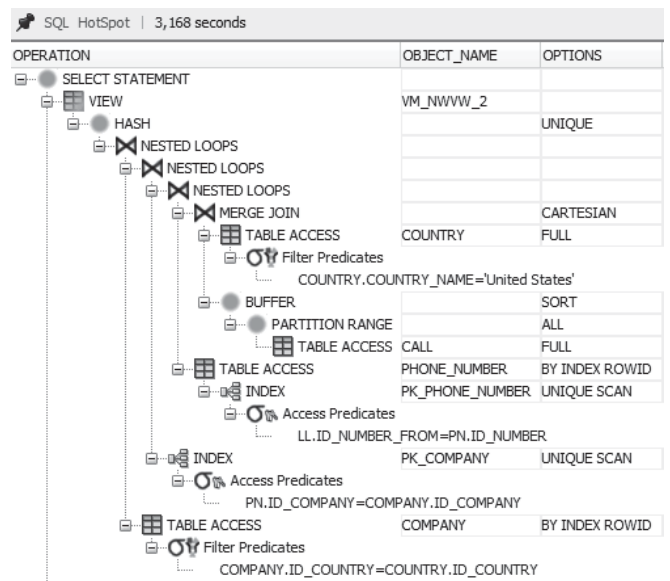 SQL HotSpot | 3,168 seconds
OPERATION OBJECT_NAME OPTIONS
SELECT STATEMENT
VIEW VM_NWVW_2
HASH UNIQUE
NESTED LOOPS
NESTED LOOPS
NESTED LOOPS
MERGE JOIN CARTESIAN
TABLE ACCESS COUNTRY FULL
Filter Predicates
COUNTRY.COUNTRY_NAME='United States'
BUFFER SORT
PARTITION RANGE ALL
TABLE ACCESS CALL FULL
TABLE ACCESS PHONE_NUMBER BY INDEX ROWID
INDEX PK_PHONE_NUMBER UNIQUE SCAN
Access Predicates
LL.ID_NUMBER_FROM=PN.ID_NUMBER
INDEX PK_COMPANY UNIQUE SCAN
Access Predicates
PN.ID_COMPANY=COMPANY.ID_COMPANY
TABLE ACCESS COMPANY BY INDEX ROWID
Filter Predicates
COMPANY.ID_COUNTRY=COUNTRY.ID_COUNTRY